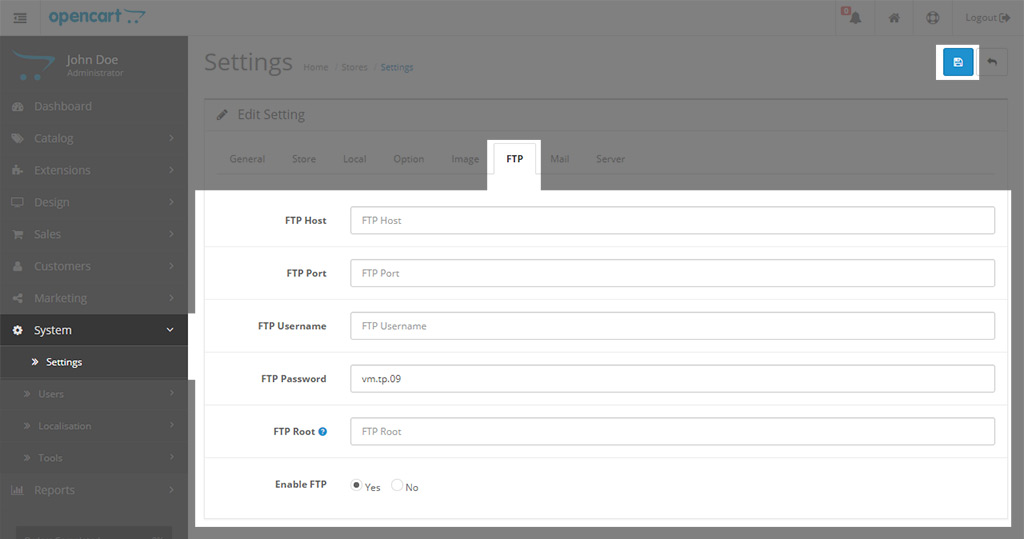 opencart
0
Logout
John Doe
Administrator
Settings
Home / Stores / Settings
Dashboard
Catalog
Extensions
Design
Sales
Customers
Marketing
System
Settings
Users
Localisation
Tools
Reports
Edit Setting
General Store Local Option Image FTP Mail Server
FTP Host FTP Host
FTP Port FTP Port
FTP Username FTP Username
FTP Password vm.tp.09
FTP Root ? FTP Root
Enable FTP Yes No